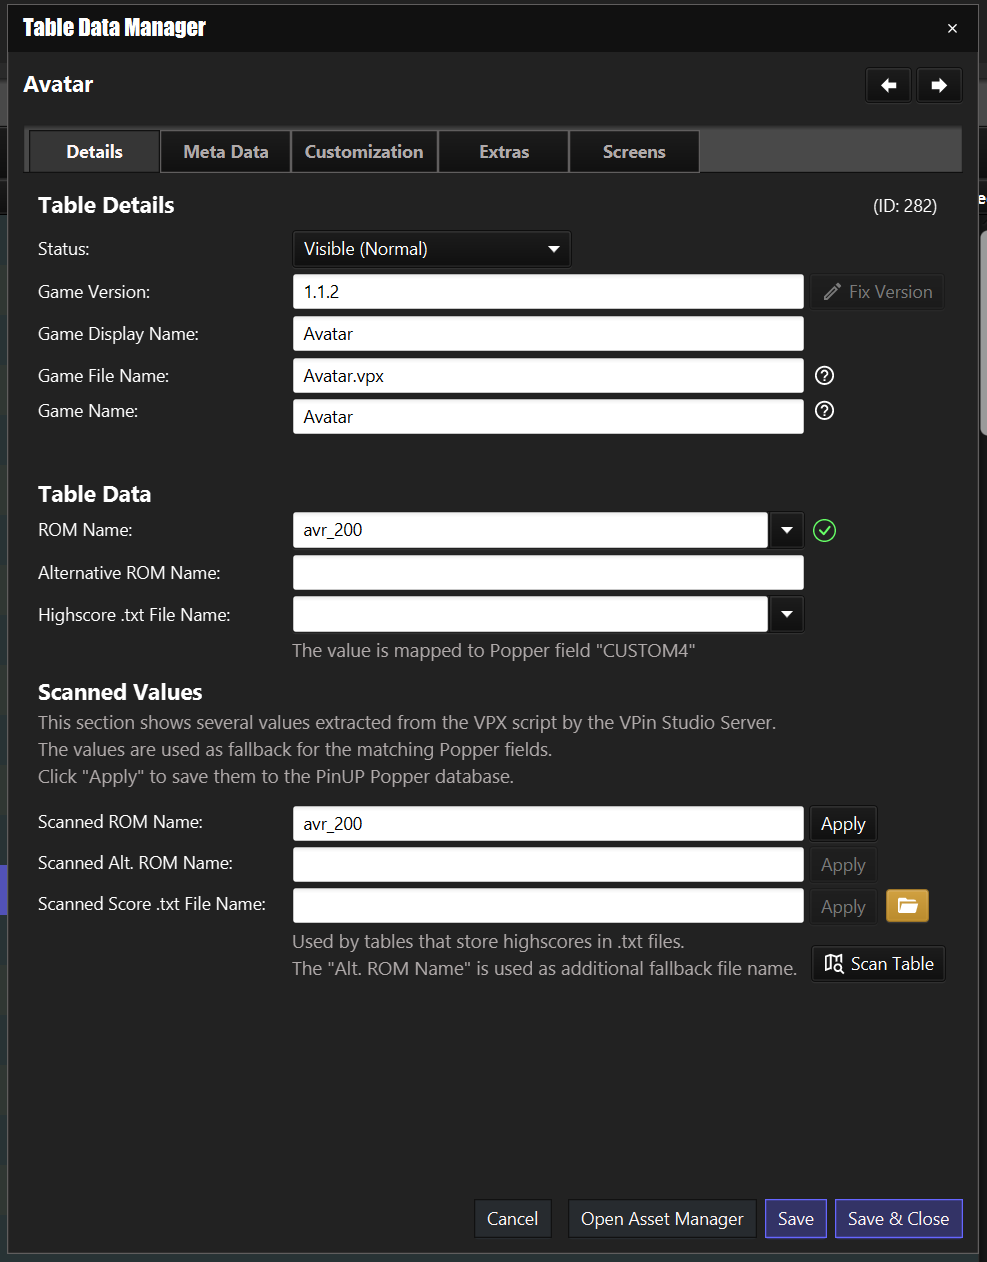 Table Data Manager
×
Avatar
Details
Meta Data
Customization
Extras
Screens
Table Details
(ID: 282)
Status:
Visible (Normal)
Game Version:
1.1.2
Fix Version
Game Display Name:
Avatar
Game File Name:
Avatar.vpx
Game Name:
Avatar
Table Data
ROM Name:
avr_200
Alternative ROM Name:
Highscore .txt File Name:
The value is mapped to Popper field "CUSTOM4"
Scanned Values
This section shows several values extracted from the VPX script by the VPin Studio Server.
The values are used as fallback for the matching Popper fields.
Click "Apply" to save them to the PinUP Popper database.
Scanned ROM Name:
avr_200
Apply
Scanned Alt. ROM Name:
Apply
Scanned Score .txt File Name:
Apply
Used by tables that store highscores in .txt files.
The "Alt. ROM Name" is used as additional fallback file name.
Scan Table
Cancel
Open Asset Manager
Save
Save & Close